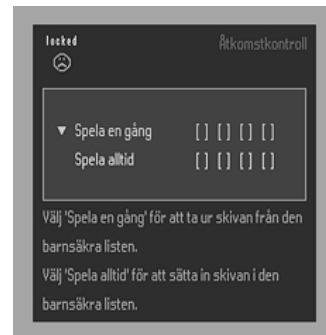 locked
Åtkomstkontroll
▼ Spela en gång [ ] [ ] [ ] [ ]
Spela alltid [ ] [ ] [ ] [ ]
Välj 'Spela en gång' för att ta ur skivan från den
barnsäkra listen.
Välj 'Spela alltid' för att sätta in skivan i den
barnsäkra listen.